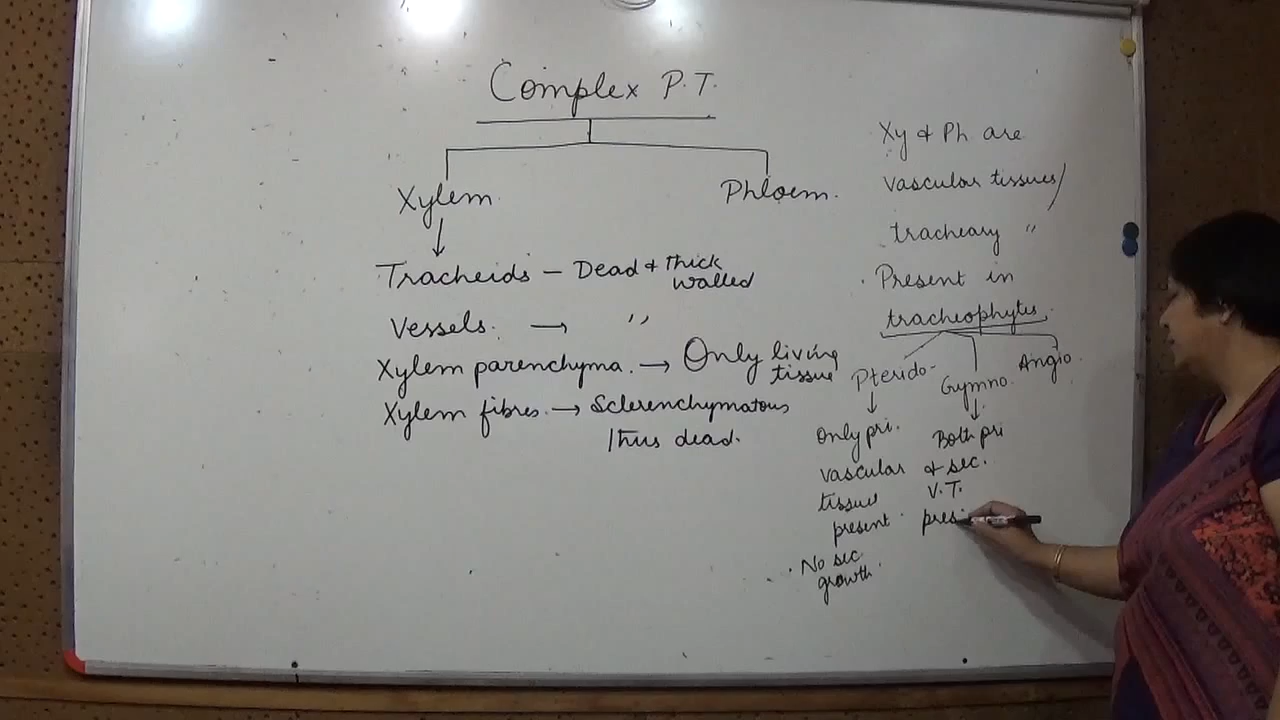 Complex P.T.
Xylem
Phloem.
Tracheids – Dead & thick
walled
Vessels. → "
Xylem parenchyma. → Only living
tissue
Xylem fibres. → Sclerenchymatous
Thus dead.
Xy & Ph are
vascular tissues/
tracheary "
. Present in
tracheophytes.
Pterido-
Gymno.
Angio.
Only pri.
vascular
tissue
present.
. No sec.
growth.
Both pri
& sec.
V.T.
pres